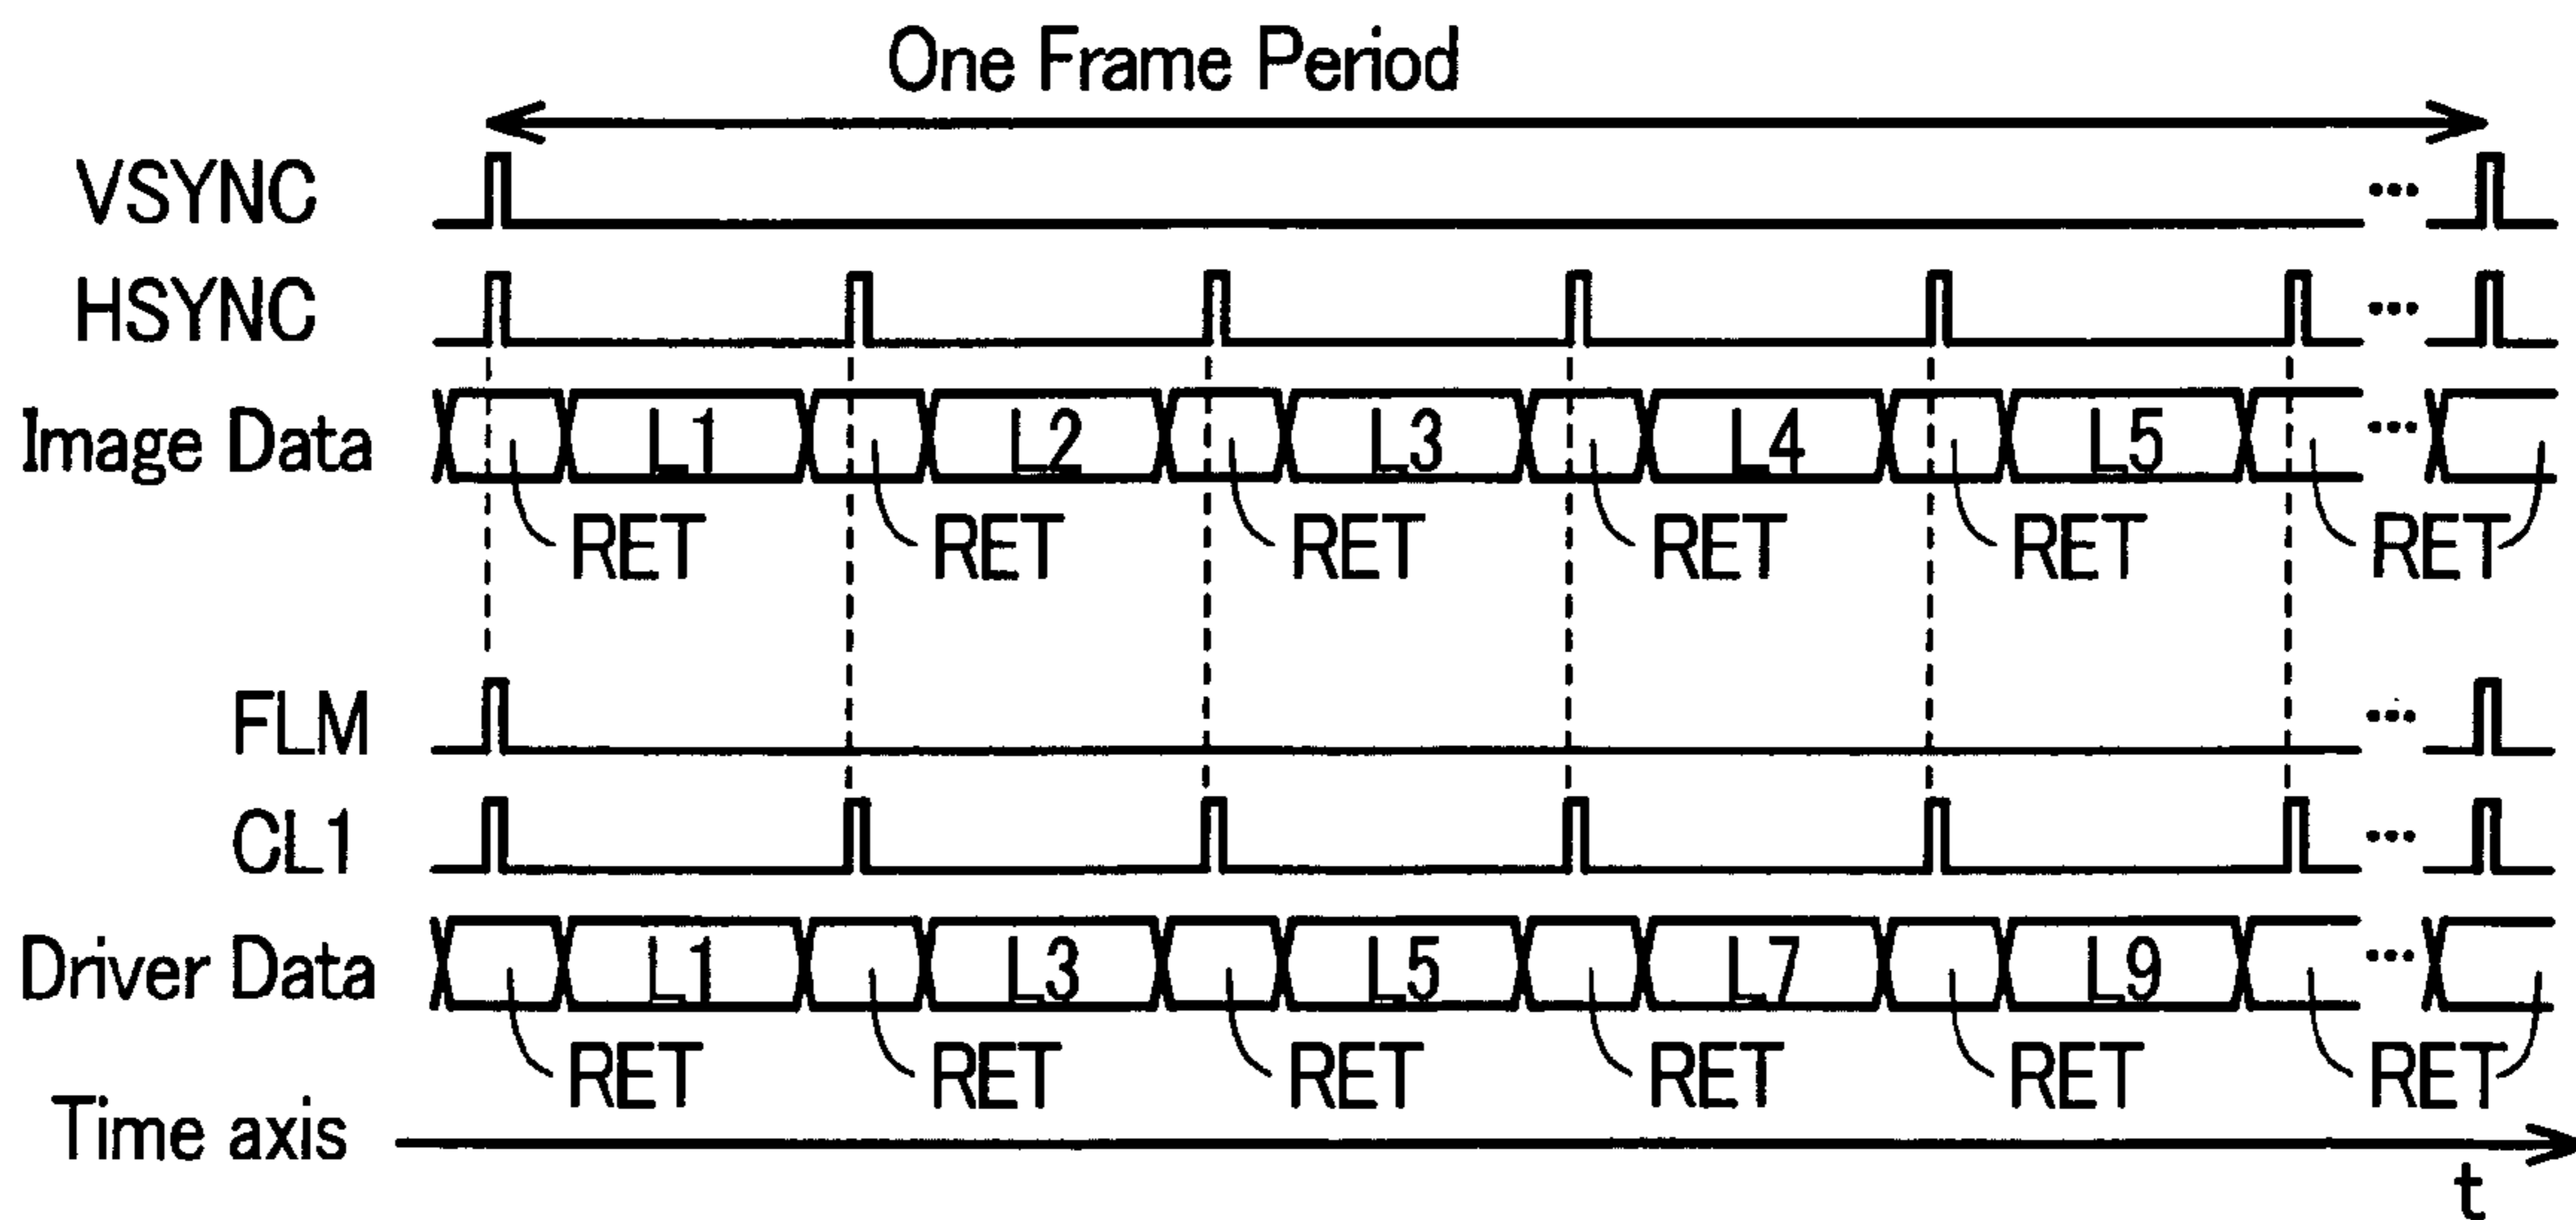 One Frame Period
VSYNC ...
HSYNC ...
Image Data L1 L2 L3 L4 L5 ...
RET RET RET RET RET RET
FLM ...
CL1 ...
Driver Data L1 L3 L5 L7 L9 ...
RET RET RET RET RET RET
Time axis
t